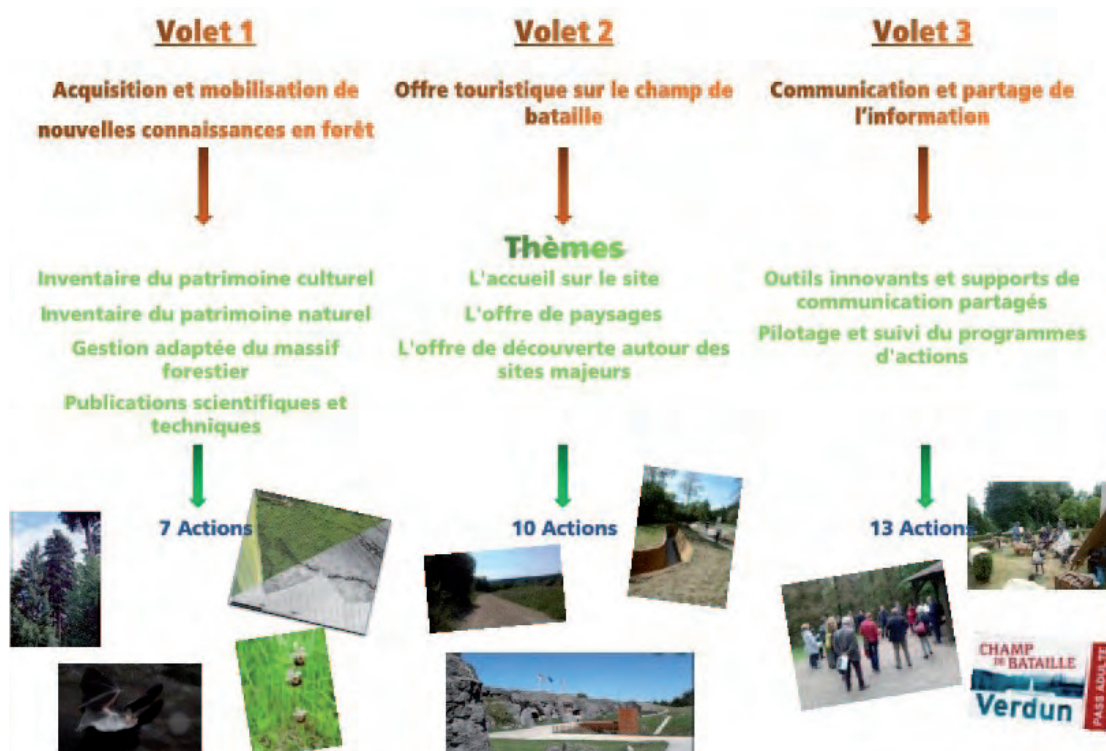 Volet 1
Acquisition et mobilisation de
nouvelles connaissances en forêt
Volet 2
Offre touristique sur le champ de
bataille
Volet 3
Communication et partage de
l'information
Thèmes
Inventaire du patrimoine culturel
Inventaire du patrimoine naturel
Gestion adaptée du massif
forestier
Publications scientifiques et
techniques
L'accueil sur le site
L'offre de paysages
L'offre de découverte autour des
sites majeurs
Outils innovants et supports de
communication partagés
Pilotage et suivi du programmes
d'actions
7 Actions
10 Actions
13 Actions
CHAMP
DE BATAILLE
Verdun
PASS ADULTE